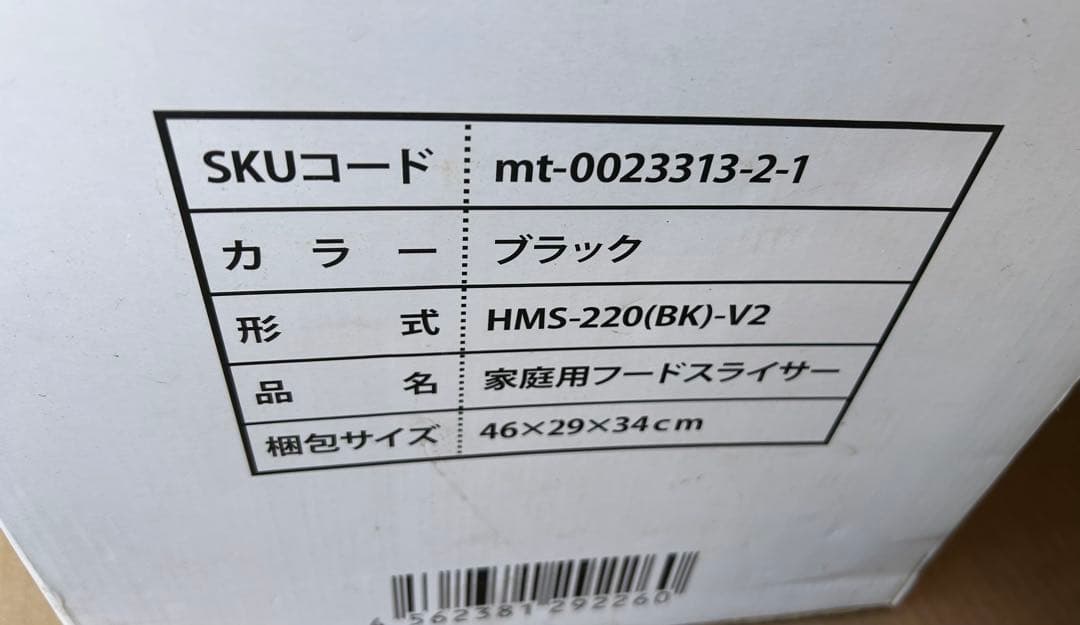 SKUコード mt-0023313-2-1
カラー ブラック
形式 HMS-220(BK)-V2
品名 家庭用フードスライサー
梱包サイズ 46×29×34cm
562381 292260